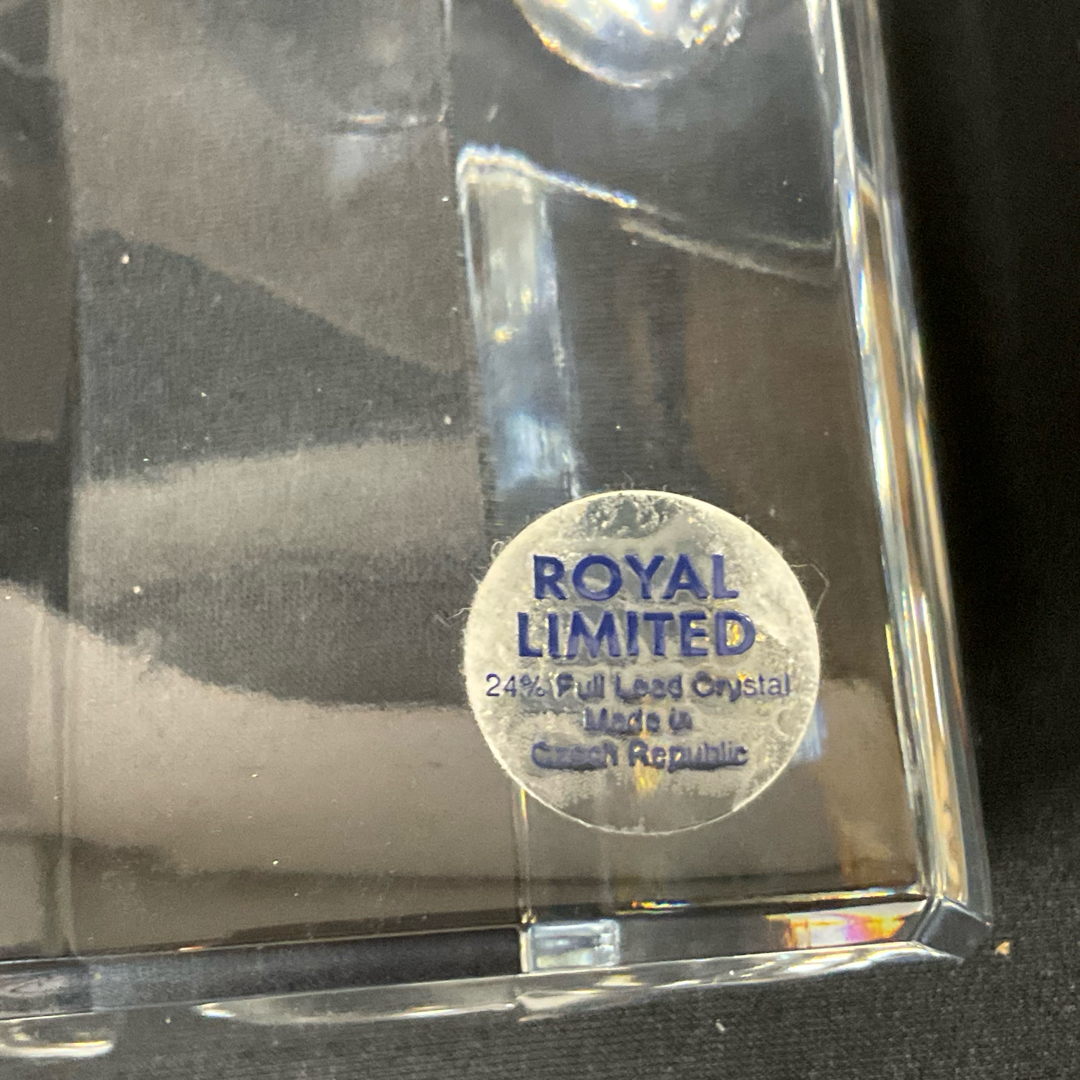 ROYAL
LIMITED
24% Full Lead Crystal
Made in
Czech Republic